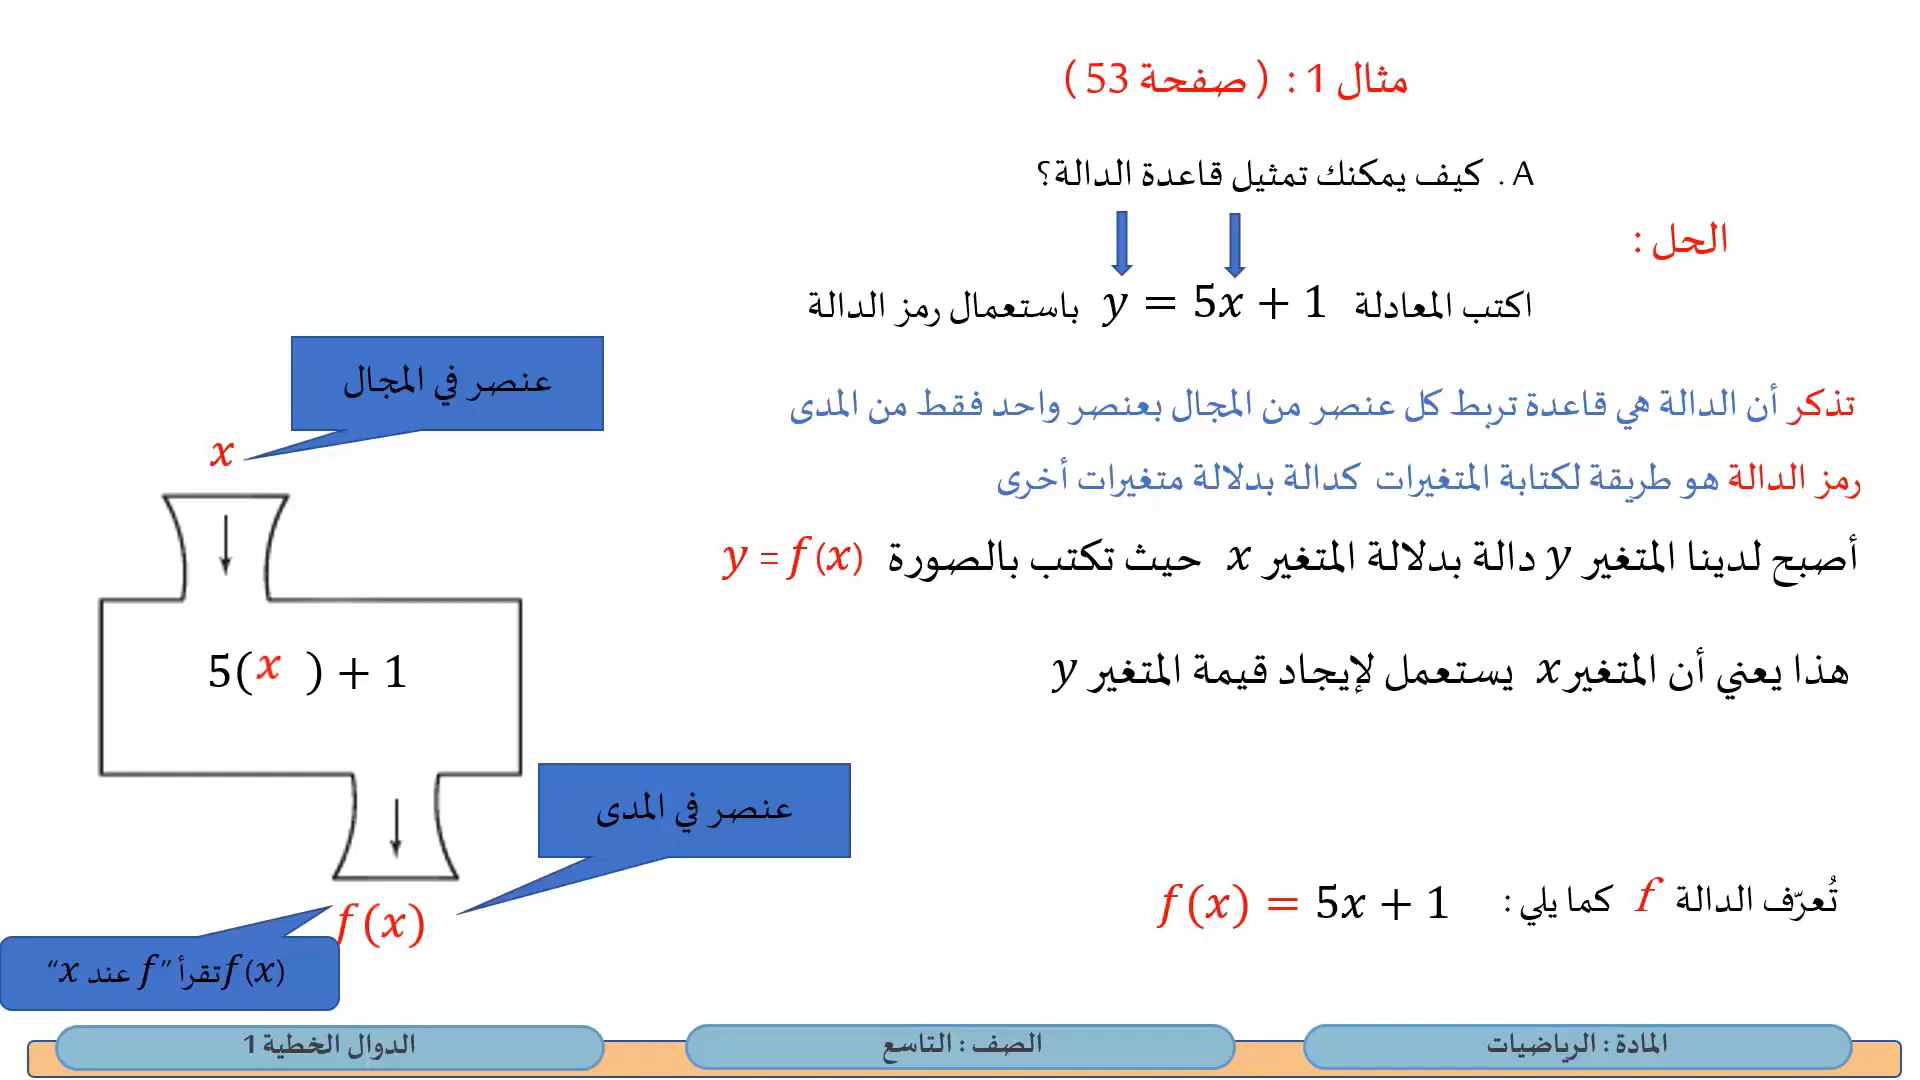 مثال 1 : ( صفحة 53 )
A . كيف يمكنك تمثيل قاعدة الدالة؟
الحل :
اكتب المعادلة y = 5x + 1 باستعمال رمز الدالة
تذكر أن الدالة هي قاعدة تربط كل عنصر من المجال بعنصر واحد فقط من المدى
رمز الدالة هو طريقة لكتابة المتغيرات كدالة بدلالة متغيرات أخرى
أصبح لدينا المتغير y دالة بدلالة المتغير x حيث تكتب بالصورة y = f(x)
هذا يعني أن المتغير x يستعمل لإيجاد قيمة المتغير y
تُعرّف الدالة f كما يلي : f(x) = 5x + 1
عنصر في المجال
x
5(x ) + 1
عنصر في المدى
f(x)
f(x) تقرأ "f عند x"
المادة : الرياضيات
الصف : التاسع
الدوال الخطية 1